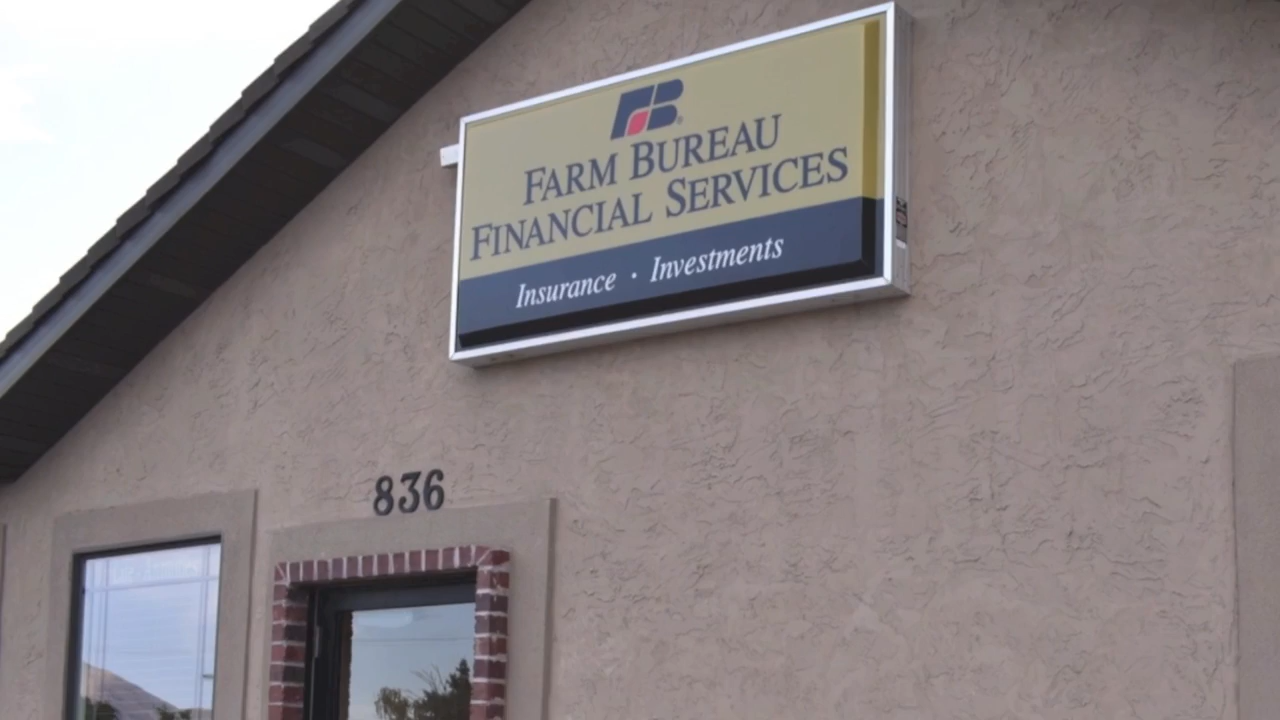 FB®
FARM BUREAU
FINANCIAL SERVICES
Insurance · Investments
836